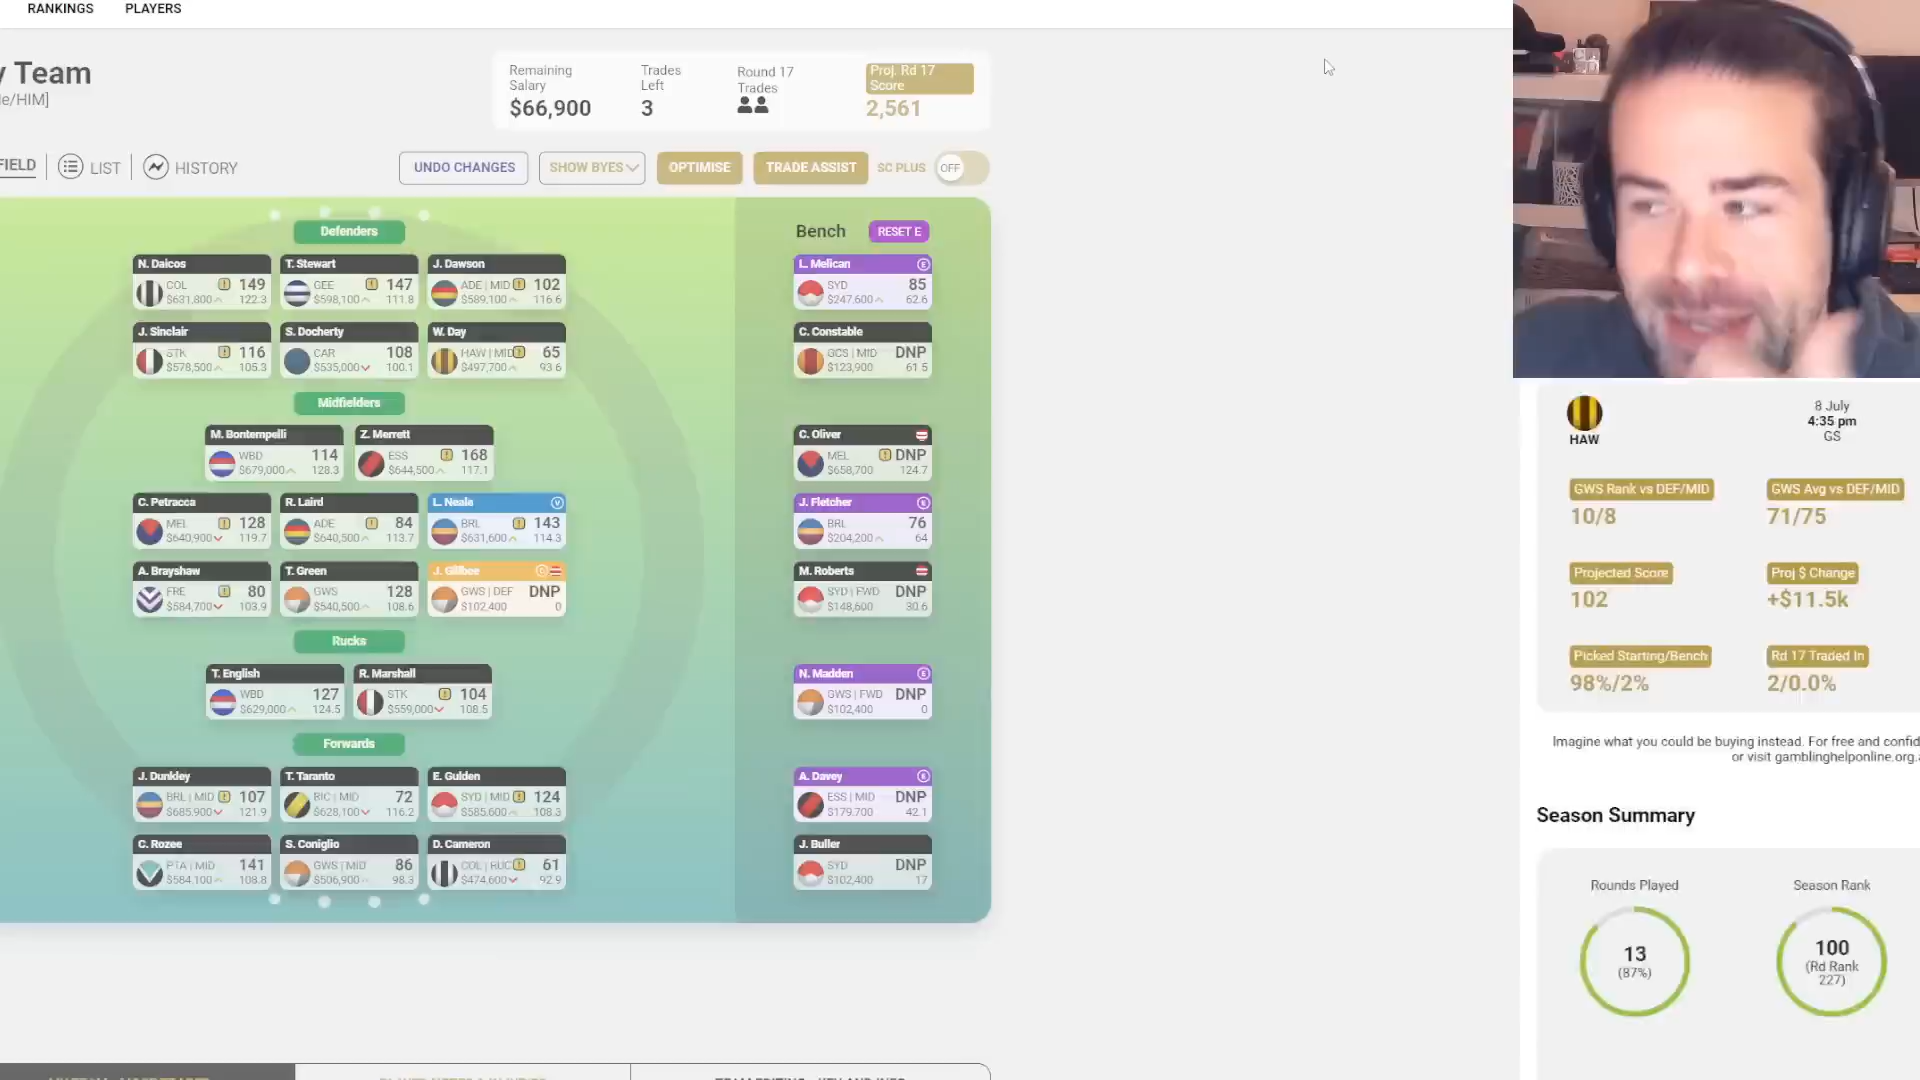 RANKINGS PLAYERS
y Team
le/HIM]
Remaining Salary
$66,900
Trades Left
3
Round 17 Trades
Proj. Rd 17 Score
2,561
FIELD LIST HISTORY
UNDO CHANGES SHOW BYES OPTIMISE TRADE ASSIST SC PLUS OFF
Defenders
Bench RESET E
N. Daicos
COL 149
$631,800 122.3
T. Stewart
GEE 147
$598,100 111.8
J. Dawson
ADE | MID 102
$589,100 116.6
L. Melican E
SYD 85
$247,600 62.6
J. Sinclair
STK 116
$578,500 105.3
S. Docherty
CAR 108
$535,000 100.1
W. Day
HAW | MID 65
$497,700 93.6
C. Constable
GCS | MID DNP
$123,900 61.5
Midfielders
M. Bontempelli
WBD 114
$679,000 128.3
Z. Merrett
ESS 168
$644,500 117.1
C. Oliver
MEL DNP
$658,700 124.7
C. Petracca
MEL 128
$640,900 119.7
R. Laird
ADE 84
$640,500 113.7
L. Neale V
BRL 143
$631,600 114.3
J. Fletcher E
BRL 76
$204,200 64
A. Brayshaw
FRE 80
$584,700 103.9
T. Green
GWS 128
$540,500 108.6
J. Gillbee C
GWS | DEF DNP
$102,400 0
M. Roberts
SYD | FWD DNP
$148,600 30.6
Rucks
T. English
WBD 127
$629,000 124.5
R. Marshall
STK 104
$559,000 108.5
N. Madden E
GWS | FWD DNP
$102,400 0
Forwards
J. Dunkley
BRL | MID 107
$685,900 121.9
T. Taranto
RIC | MID 72
$628,100 116.2
E. Gulden
SYD | MID 124
$585,600 108.3
A. Davey E
ESS | MID DNP
$179,700 42.1
C. Rozee
PTA | MID 141
$584,100 108.8
S. Coniglio
GWS | MID 86
$506,900 98.3
D. Cameron
COL | RUC 61
$474,600 92.9
J. Buller
SYD DNP
$102,400 17
HAW
8 July
4:35 pm
GS
GWS Rank vs DEF/MID
10/8
GWS Avg vs DEF/MID
71/75
Projected Score
102
Proj $ Change
+$11.5k
Picked Starting/Bench
98%/2%
Rd 17 Traded In
2/0.0%
Imagine what you could be buying instead. For free and confid
or visit gamblinghelponline.org.a
Season Summary
Rounds Played
13
(87%)
Season Rank
100
(Rd Rank
227)